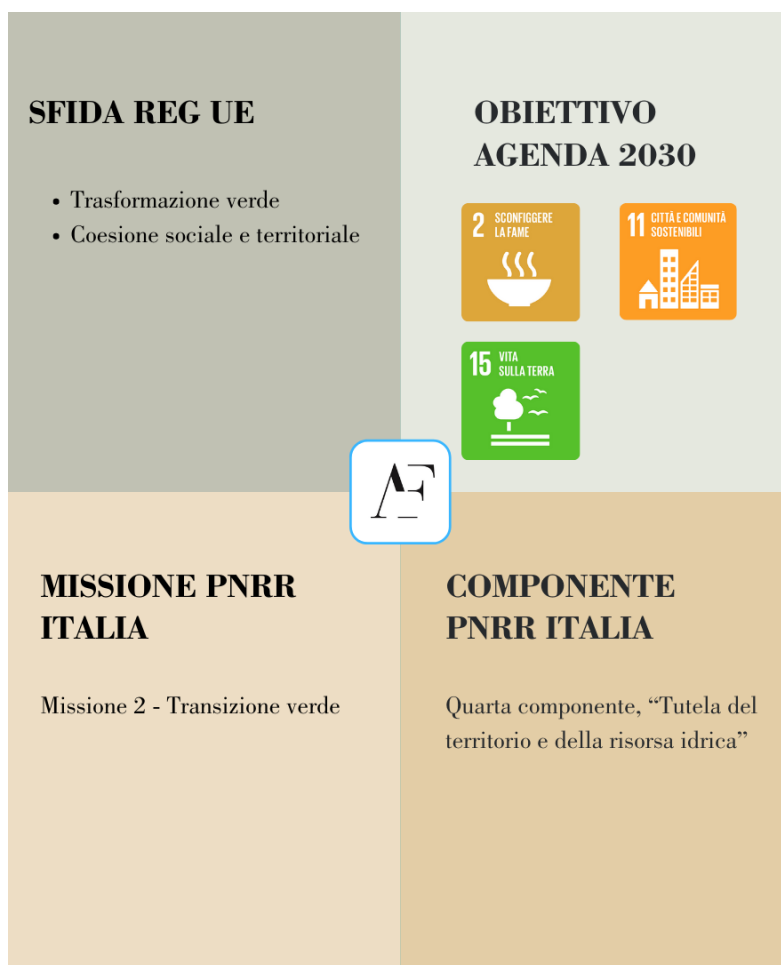 SFIDA REG UE
• Trasformazione verde
• Coesione sociale e territoriale
OBIETTIVO
AGENDA 2030
2 SCONFIGGERE
LA FAME
11 CITTÀ E COMUNITÀ
SOSTENIBILI
15 VITA
SULLA TERRA
AF
MISSIONE PNRR
ITALIA
Missione 2 - Transizione verde
COMPONENTE
PNRR ITALIA
Quarta componente, “Tutela del
territorio e della risorsa idrica”